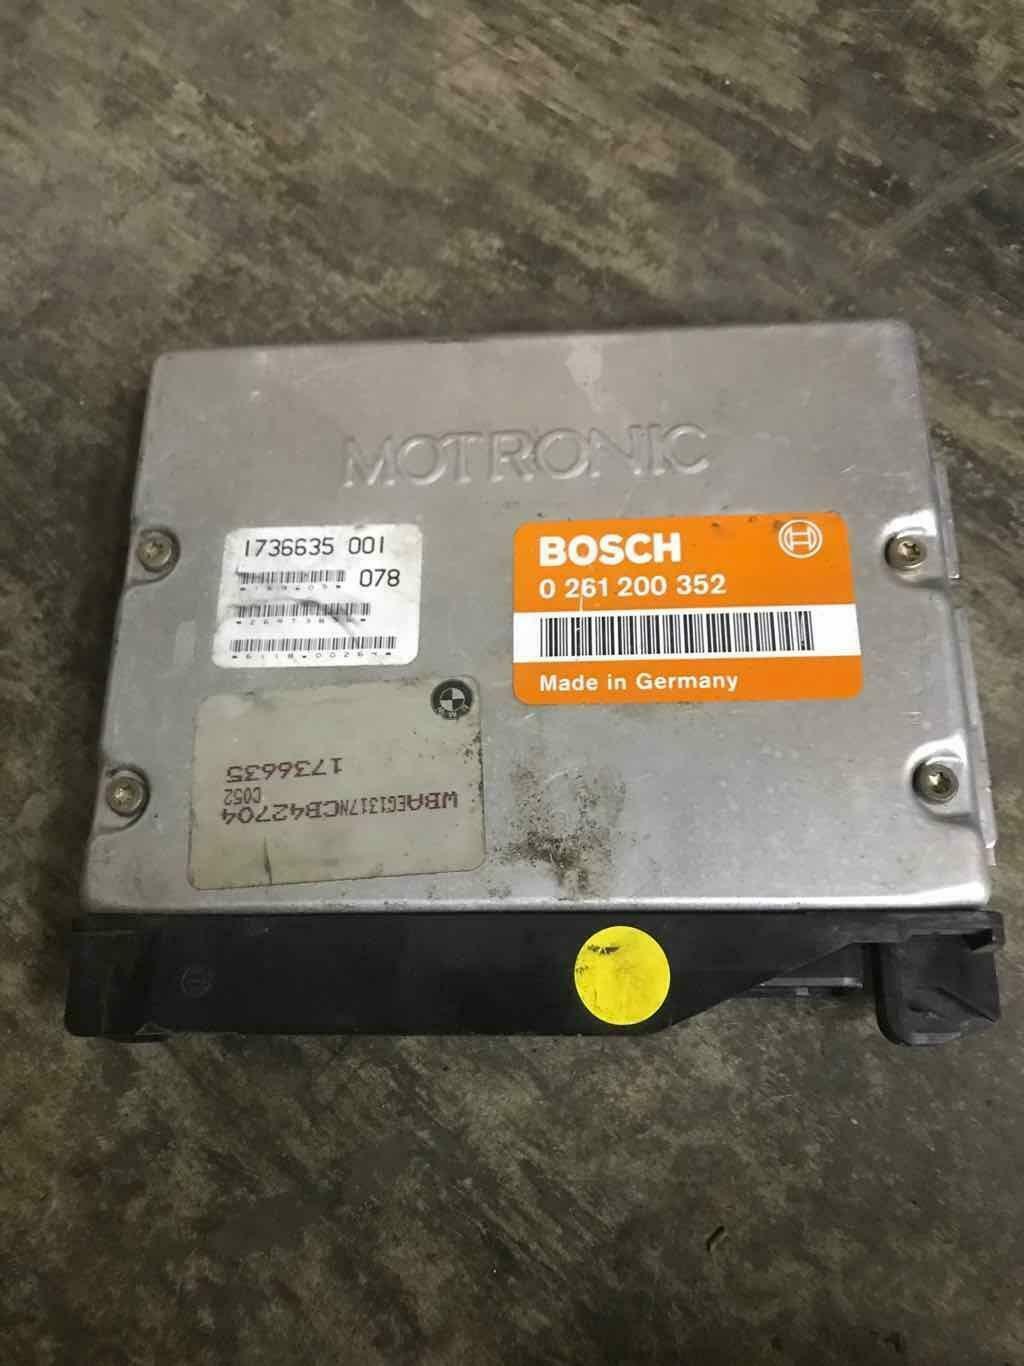 MOTRONIC
1736635 001
078
BOSCH
0 261 200 352
Made in Germany
WBAEG1317NCB42704
C052
1736635